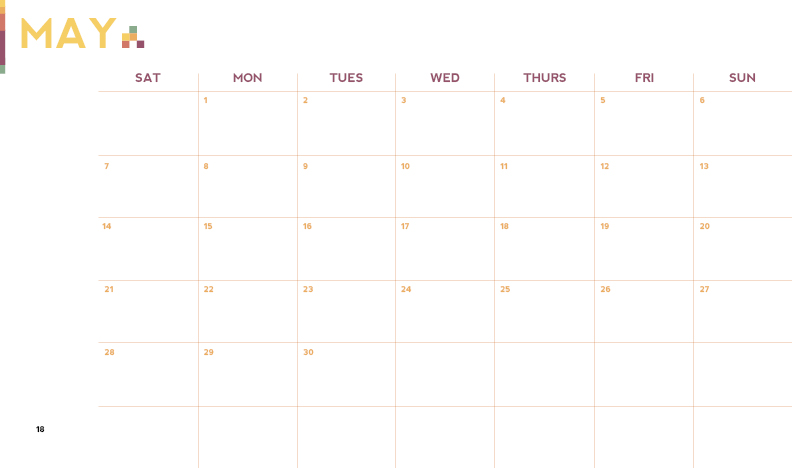 MAY
SAT MON TUES WED THURS FRI SUN
1 2 3 4 5 6
7 8 9 10 11 12 13
14 15 16 17 18 19 20
21 22 23 24 25 26 27
28 29 30
18